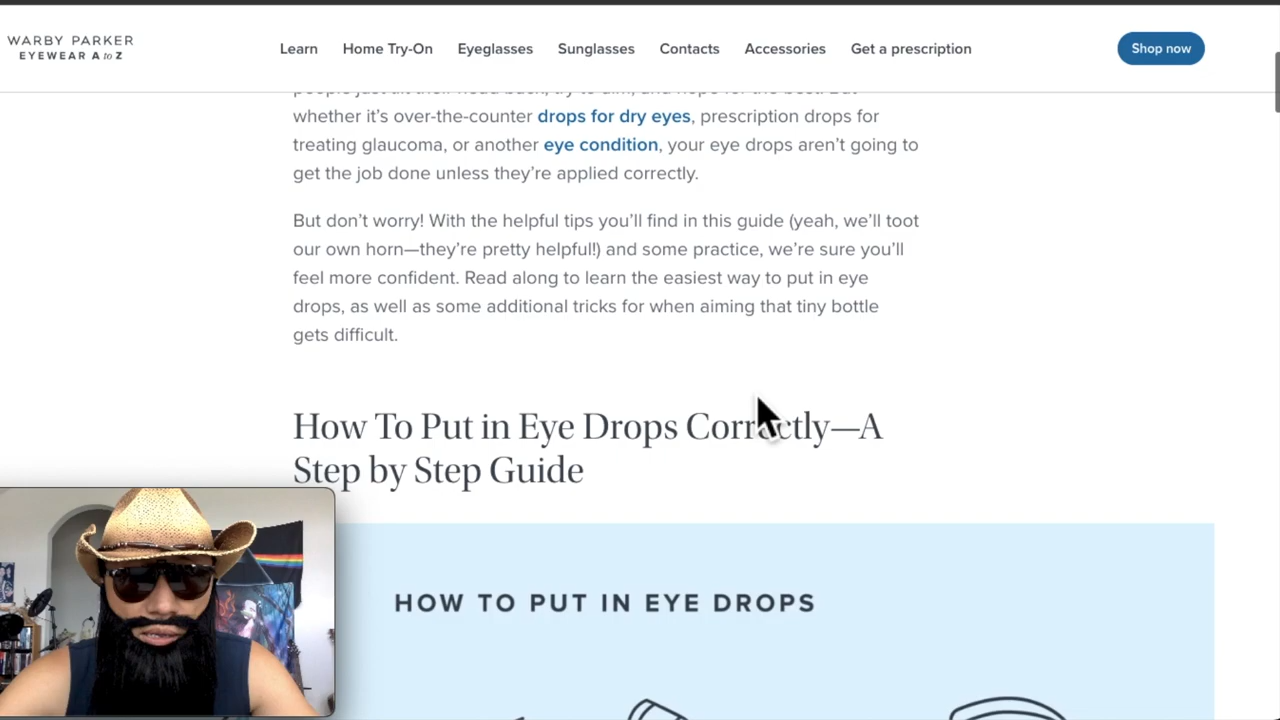 WARBY PARKER
EYEWEAR A to Z
Learn Home Try-On Eyeglasses Sunglasses Contacts Accessories Get a prescription
Shop now
whether it’s over-the-counter drops for dry eyes, prescription drops for
treating glaucoma, or another eye condition, your eye drops aren’t going to
get the job done unless they’re applied correctly.
But don’t worry! With the helpful tips you’ll find in this guide (yeah, we’ll toot
our own horn—they’re pretty helpful!) and some practice, we’re sure you’ll
feel more confident. Read along to learn the easiest way to put in eye
drops, as well as some additional tricks for when aiming that tiny bottle
gets difficult.
How To Put in Eye Drops Correctly—A
Step by Step Guide
HOW TO PUT IN EYE DROPS